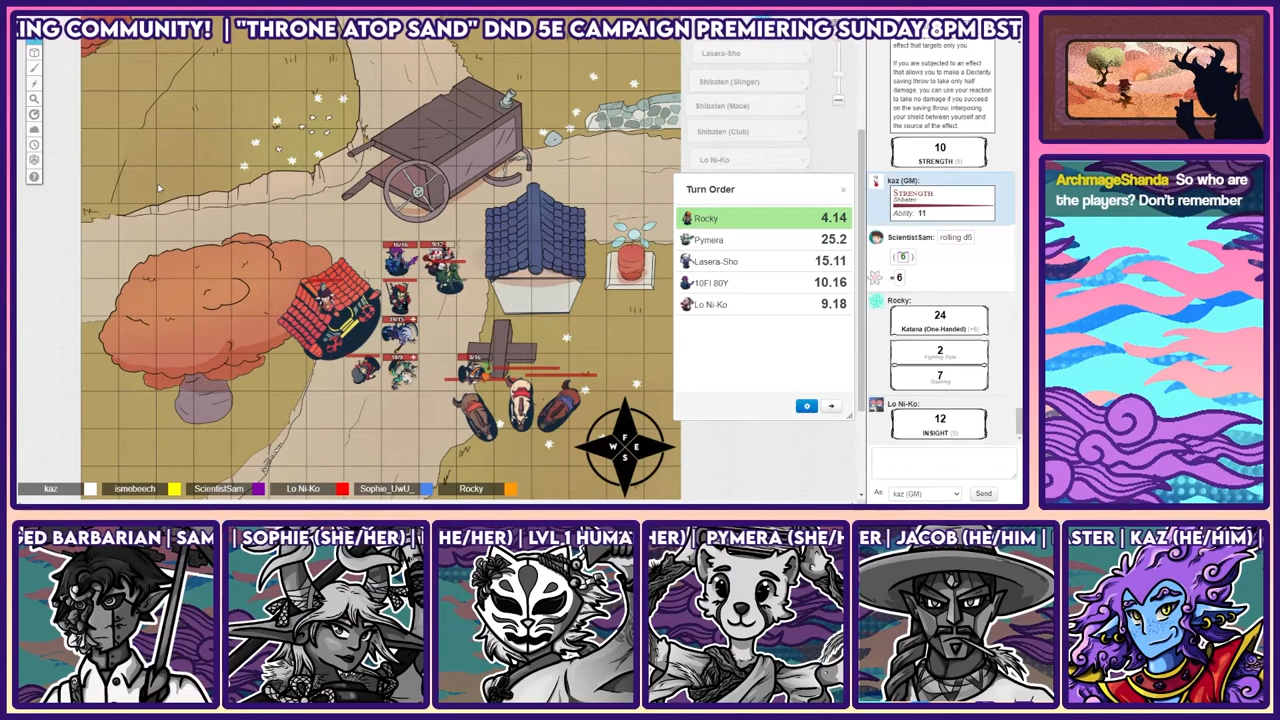 ING COMMUNITY! | "THRONE ATOP SAND" DND 5E CAMPAIGN PREMIERING SUNDAY 8PM BST
Lasera-Sho
Shibaten (Slinger)
Shibaten (Mace)
Shibaten (Club)
Lo Ni-Ko
Turn Order
Rocky 4.14
Pymera 25.2
Lasera-Sho 15.11
10FI 80Y 10.16
Lo Ni-Ko 9.18
effect that targets only you.
If you are subjected to an effect
that allows you to make a Dexterity
saving throw to take only half
damage, you can use your reaction
to take no damage if you succeed
on the saving throw, interposing
your shield between yourself and
the source of the effect.
10
STRENGTH (5)
kaz (GM):
STRENGTH
Shibaten
Ability: 11
ScientistSam: rolling d6
( 6 )
= 6
Rocky:
24
Katana (One-Handed) (+6)
2
Fighting Style
7
Slashing
Lo Ni-Ko:
12
INSIGHT (5)
As: kaz (GM) Send
F
W E
S
kaz ismebeech ScientistSam Lo Ni-Ko Sophie_UwU_ Rocky
ArchmageShanda So who are
the players? Don't remember
GED BARBARIAN | SAM
| SOPHIE (SHE/HER) |
HE/HER) | LVL 1 HUMA
HER) | PYMERA (SHE/H
ER | JACOB (HE/HIM |
STER | KAZ (HE/HIM) |